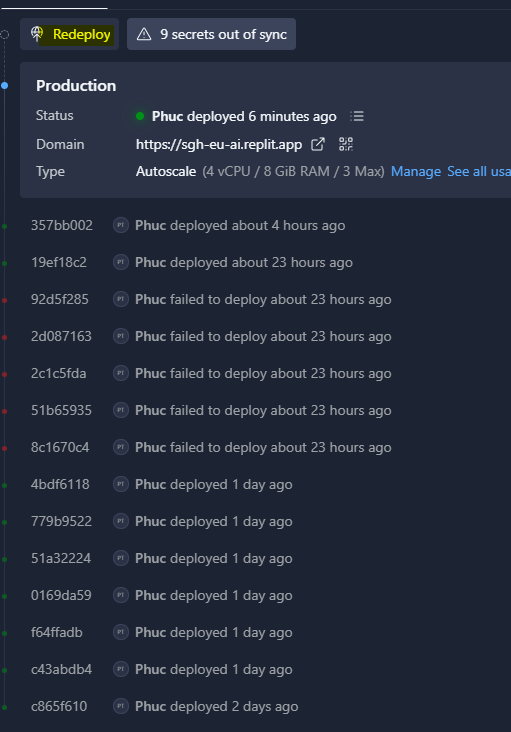 Redeploy 9 secrets out of sync
Production
Status Phuc deployed 6 minutes ago
Domain https://sgh-eu-ai.replit.app
Type Autoscale (4 vCPU / 8 GiB RAM / 3 Max) Manage See all usa
357bb002 PT Phuc deployed about 4 hours ago
19ef18c2 PT Phuc deployed about 23 hours ago
92d5f285 PT Phuc failed to deploy about 23 hours ago
2d087163 PT Phuc failed to deploy about 23 hours ago
2c1c5fda PT Phuc failed to deploy about 23 hours ago
51b65935 PT Phuc failed to deploy about 23 hours ago
8c1670c4 PT Phuc failed to deploy about 23 hours ago
4bdf6118 PT Phuc deployed 1 day ago
779b9522 PT Phuc deployed 1 day ago
51a32224 PT Phuc deployed 1 day ago
0169da59 PT Phuc deployed 1 day ago
f64ffadb PT Phuc deployed 1 day ago
c43abdb4 PT Phuc deployed 1 day ago
c865f610 PT Phuc deployed 2 days ago